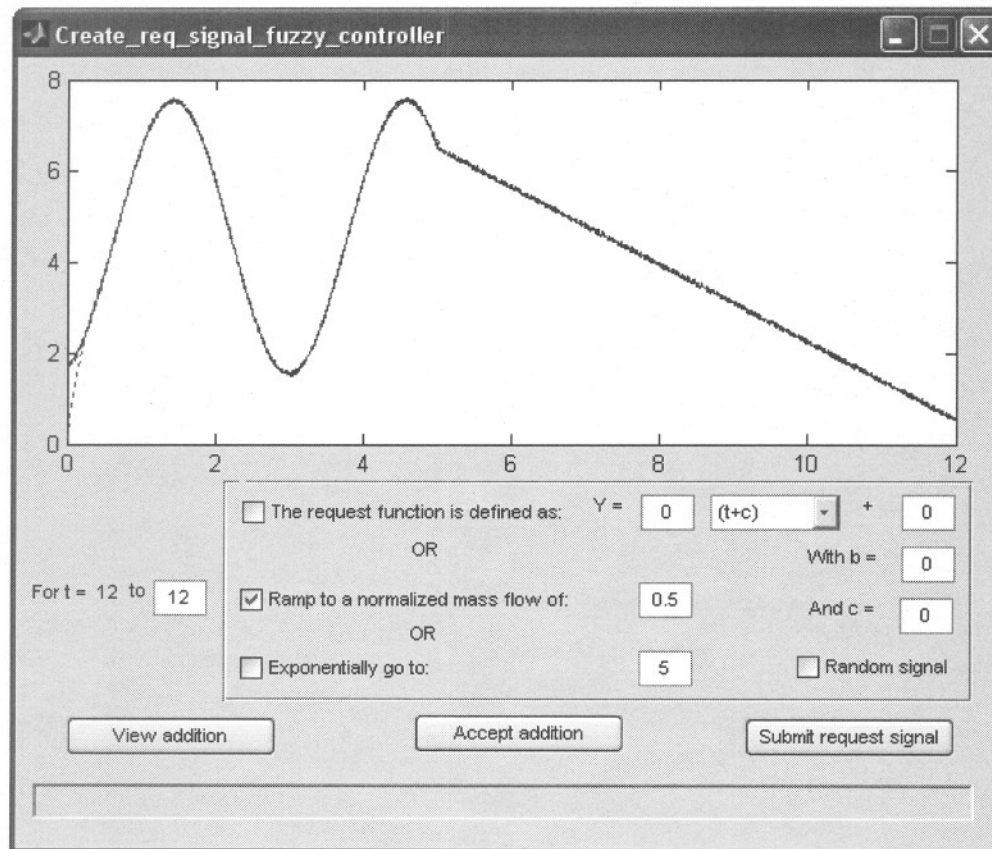 Create_req_signal_fuzzy_controller
8
6
4
2
0
0 2 4 6 8 10 12
The request function is defined as: Y = 0 (t+c) + 0
OR
With b = 0
For t = 12 to 12
Ramp to a normalized mass flow of: 0.5
And c = 0
OR
Exponentially go to: 5
Random signal
View addition
Accept addition
Submit request signal